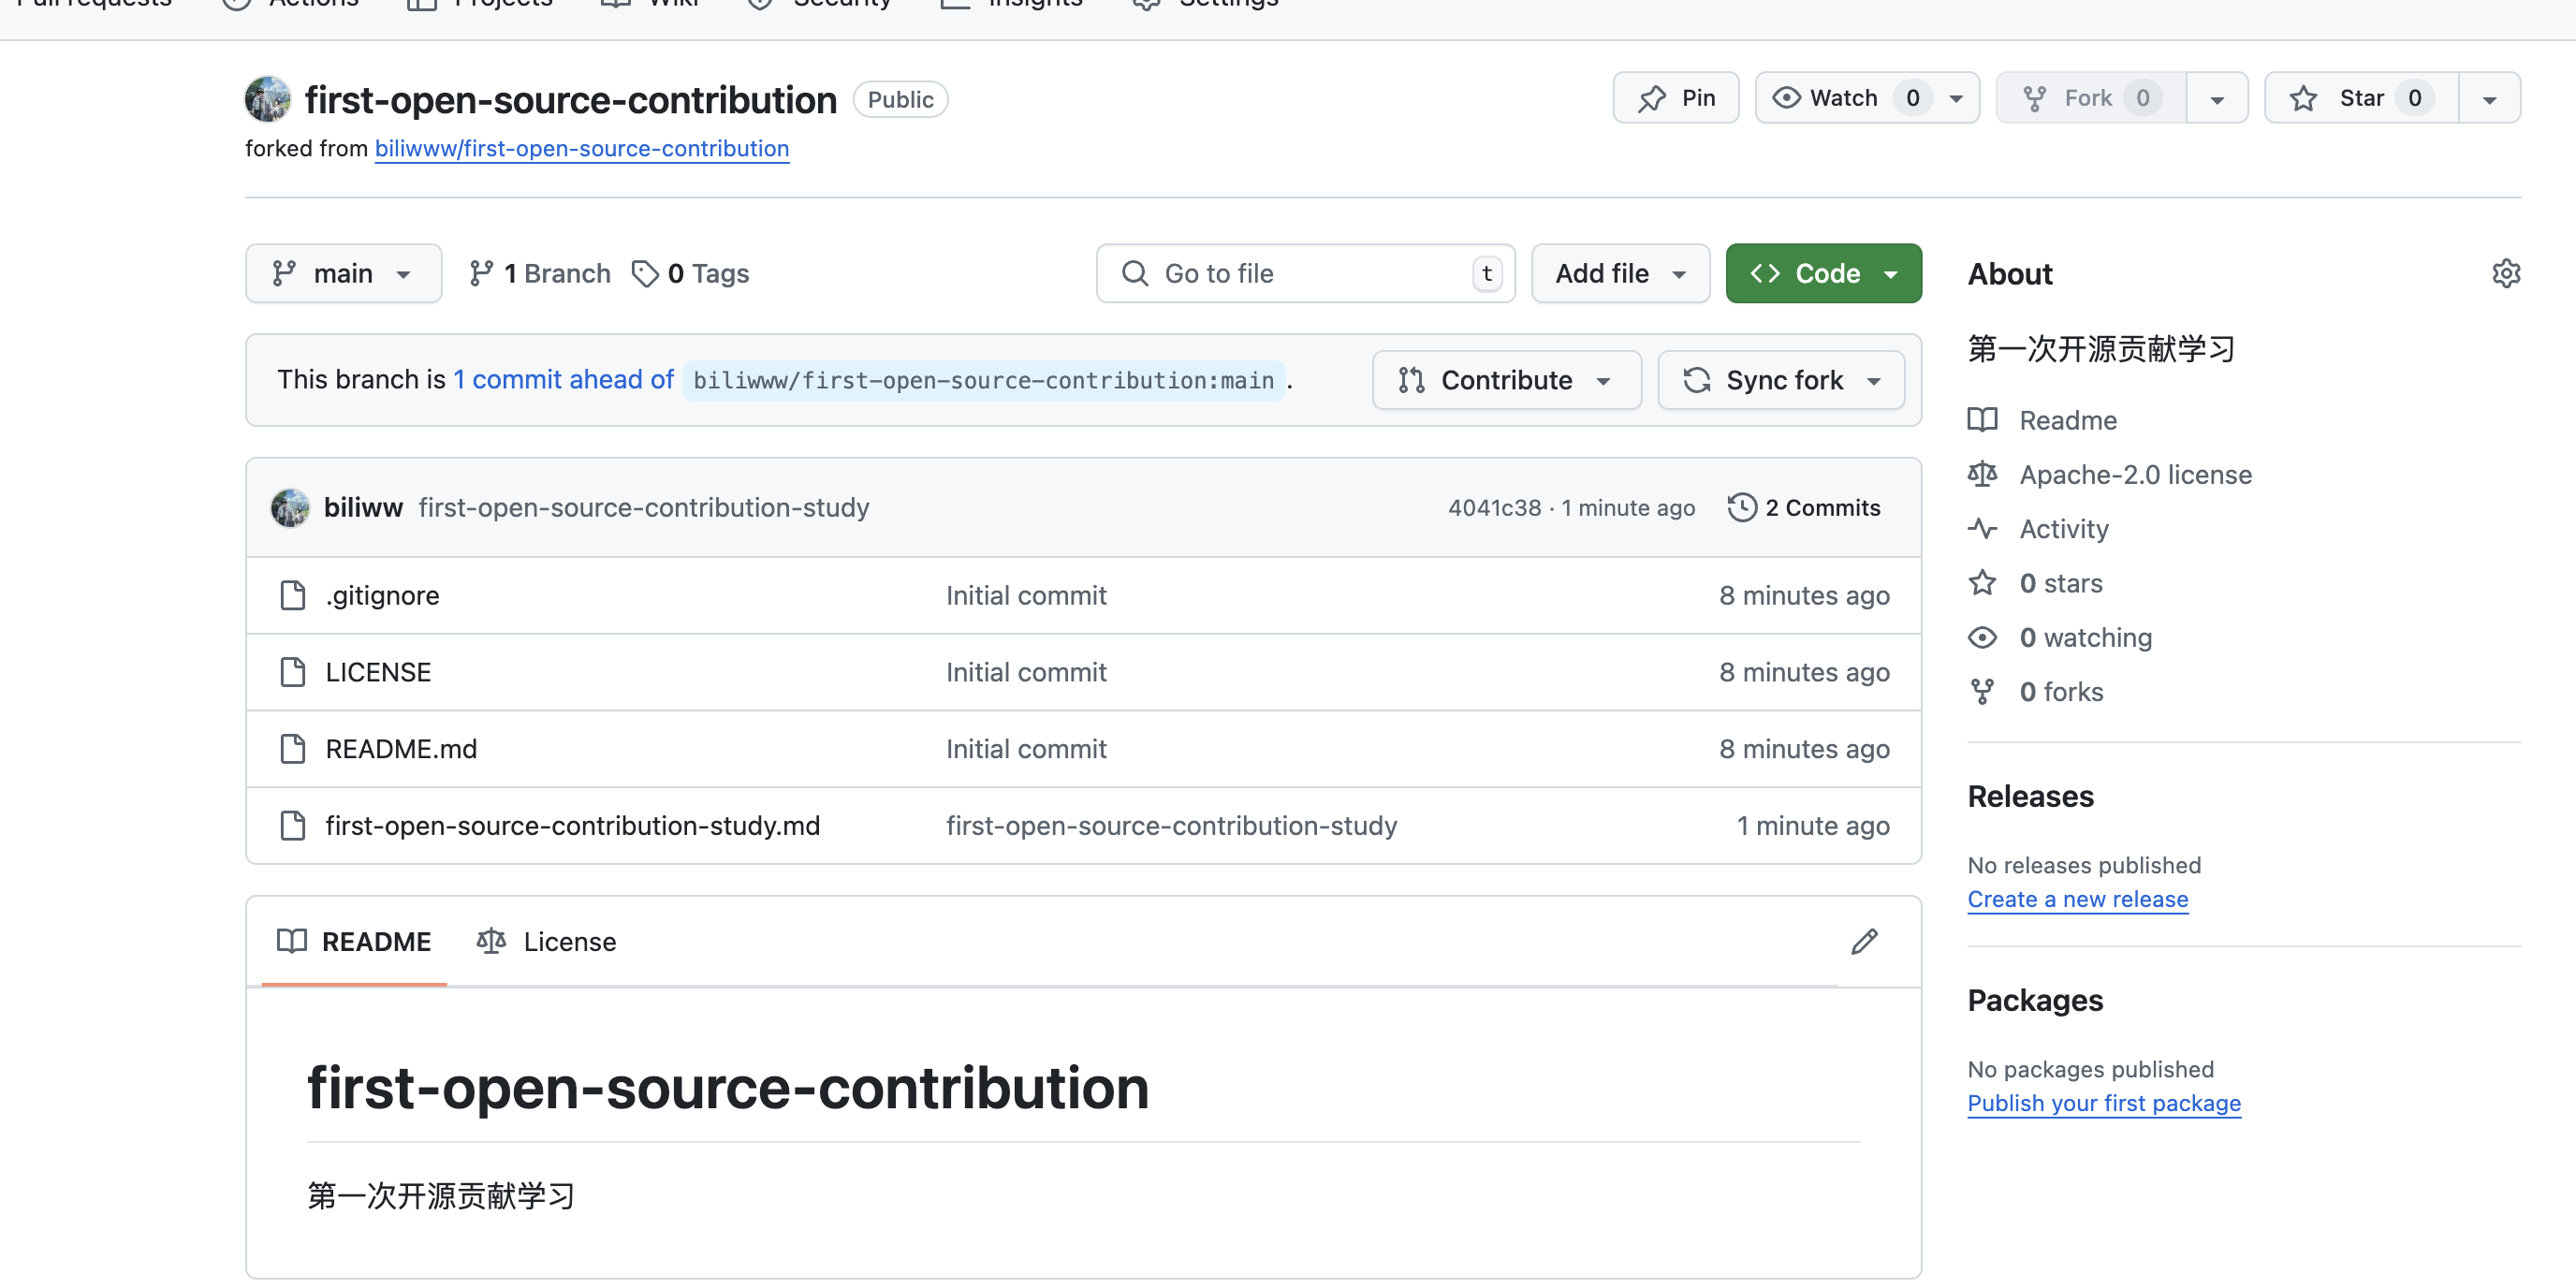 Pull requests Actions Projects Wiki Security Insights Settings
first-open-source-contribution Public Pin Watch 0 Fork 0 Star 0
forked from biliwww/first-open-source-contribution
main 1 Branch 0 Tags Go to file t Add file Code
About
第一次开源贡献学习
This branch is 1 commit ahead of biliwww/first-open-source-contribution:main . Contribute Sync fork
Readme
Apache-2.0 license
Activity
0 stars
0 watching
0 forks
biliww first-open-source-contribution-study 4041c38 · 1 minute ago 2 Commits
.gitignore Initial commit 8 minutes ago
LICENSE Initial commit 8 minutes ago
README.md Initial commit 8 minutes ago
first-open-source-contribution-study.md first-open-source-contribution-study 1 minute ago
Releases
No releases published
Create a new release
Packages
No packages published
Publish your first package
README License
first-open-source-contribution
第一次开源贡献学习